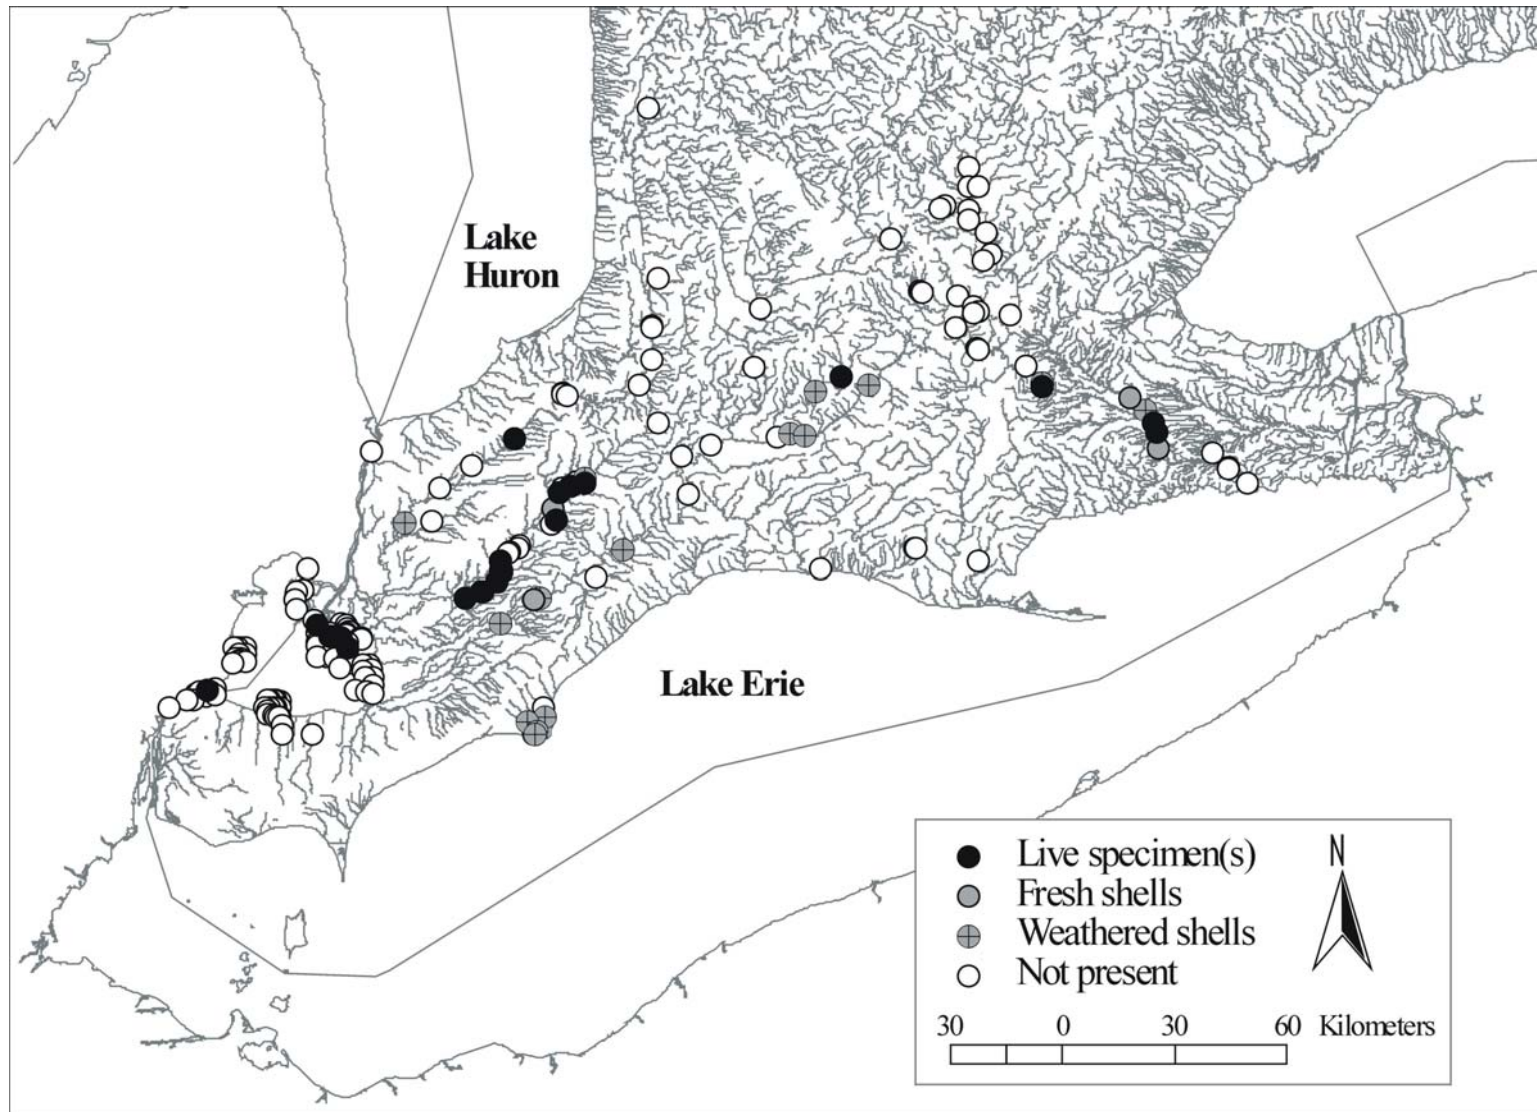 Lake
Huron
Lake Erie
Live specimen(s)
Fresh shells
Weathered shells
Not present
N
30 0 30 60 Kilometers